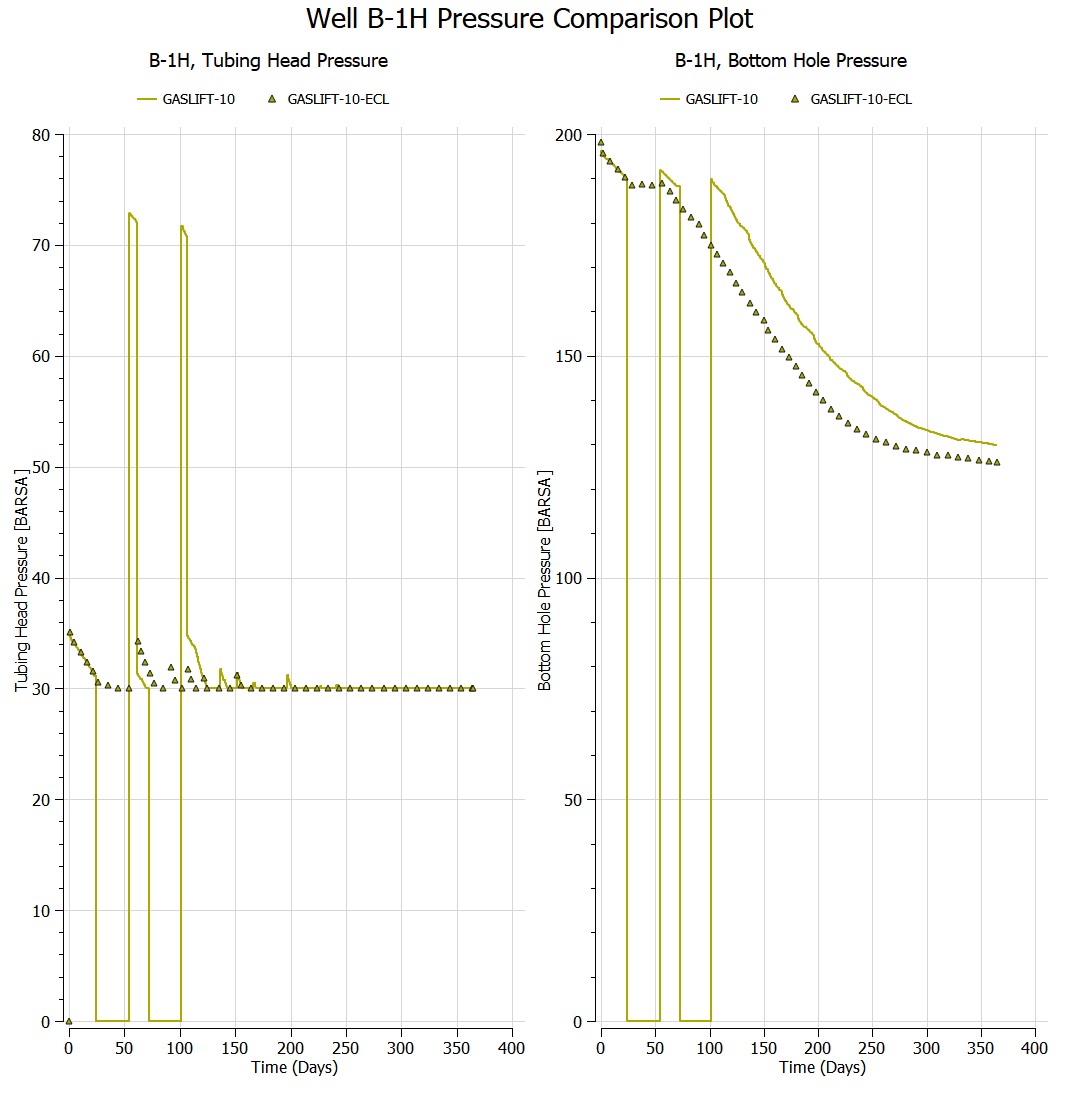 Well B-1H Pressure Comparison Plot
B-1H, Tubing Head Pressure
GASLIFT-10 GASLIFT-10-ECL
80
70
60
50
40
30
20
10
0
Tubing Head Pressure [BARSA]
0 50 100 150 200 250 300 350 400
Time (Days)
B-1H, Bottom Hole Pressure
GASLIFT-10 GASLIFT-10-ECL
200
150
100
50
0
Bottom Hole Pressure [BARSA]
0 50 100 150 200 250 300 350 400
Time (Days)